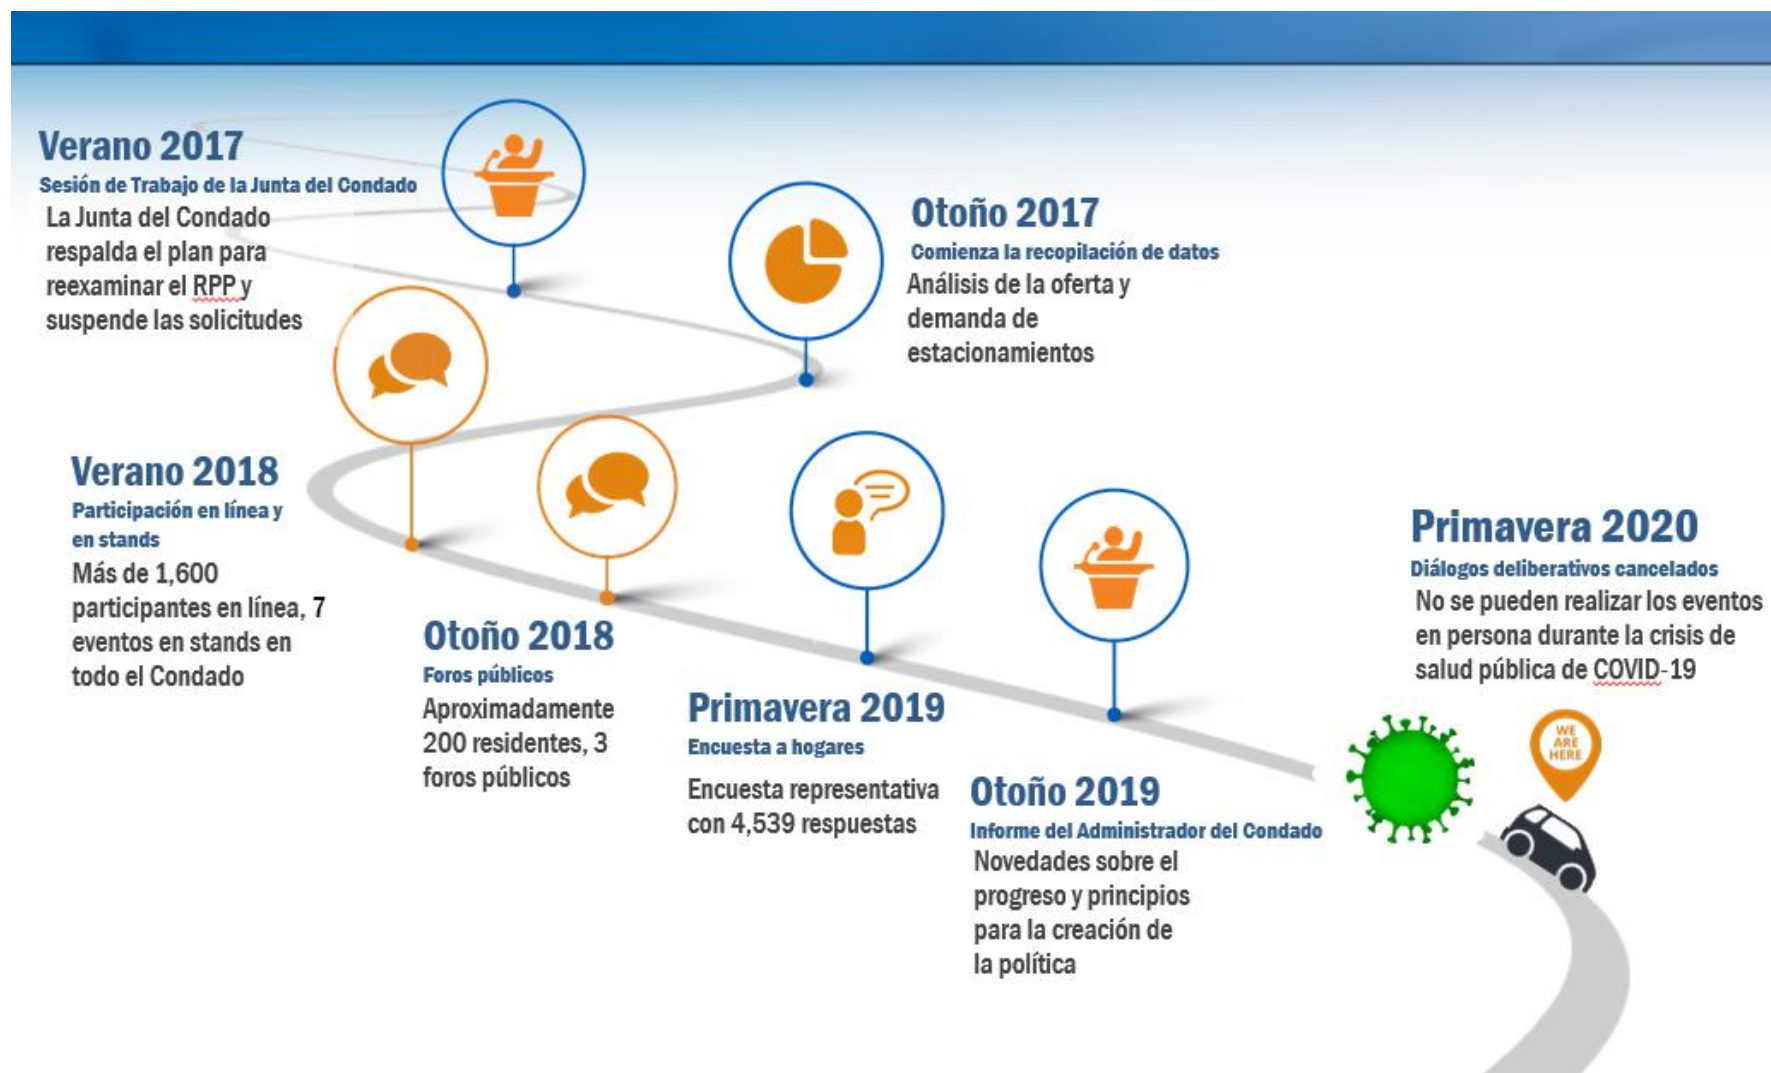 Verano 2017
Sesión de Trabajo de la Junta del Condado
La Junta del Condado
respalda el plan para
reexaminar el RPP y
suspende las solicitudes
Otoño 2017
Comienza la recopilación de datos
Análisis de la oferta y
demanda de
estacionamientos
Verano 2018
Participación en línea y
en stands
Más de 1,600
participantes en línea, 7
eventos en stands en
todo el Condado
Otoño 2018
Foros públicos
Aproximadamente
200 residentes, 3
foros públicos
Primavera 2019
Encuesta a hogares
Encuesta representativa
con 4,539 respuestas
Otoño 2019
Informe del Administrador del Condado
Novedades sobre el
progreso y principios
para la creación de
la política
Primavera 2020
Diálogos deliberativos cancelados
No se pueden realizar los eventos
en persona durante la crisis de
salud pública de COVID-19
WE
ARE
HERE